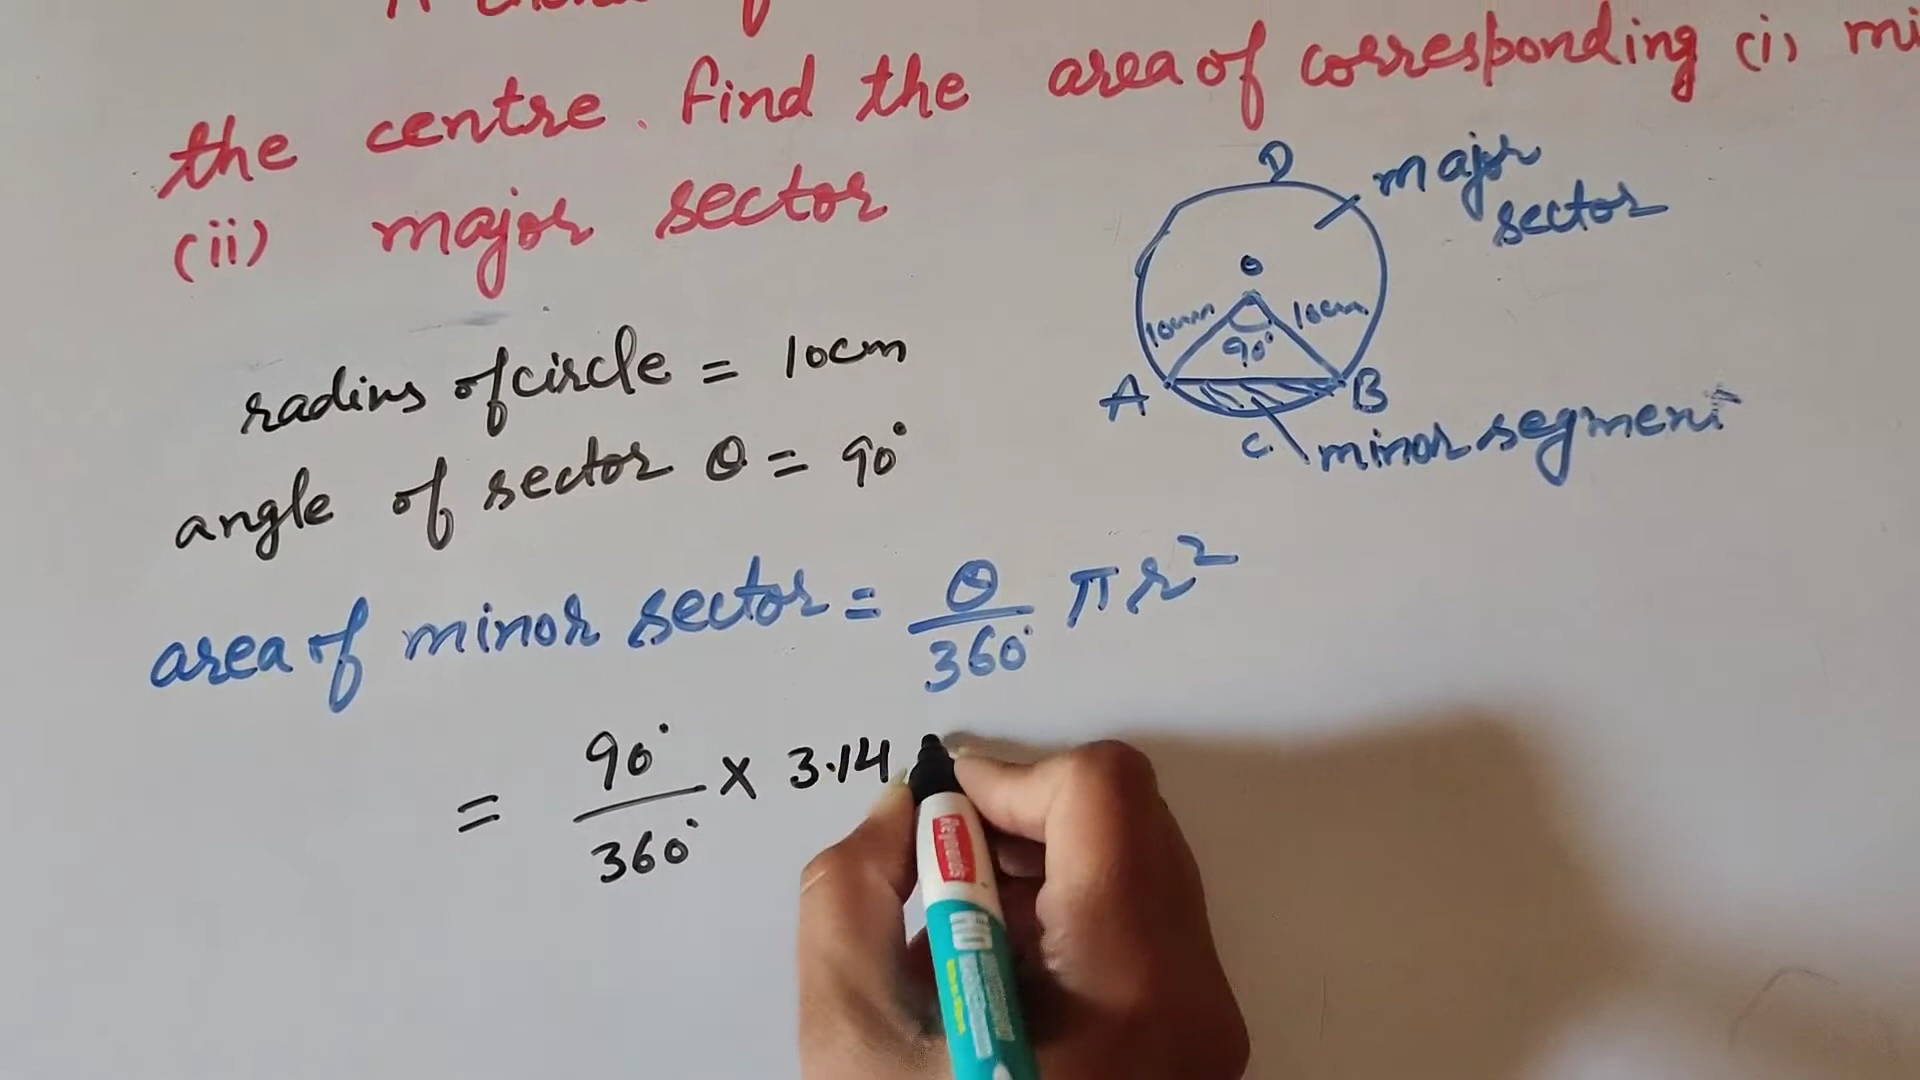 the centre. find the area of corresponding (i) mi
(ii) major sector
D
major
sector
O
10cm 10cm
90°
A B
C
minor segment
radius of circle = 10cm
angle of sector θ = 90°
area of minor sector = θ/360° πr²
= 90°/360° × 3.14
Reynolds